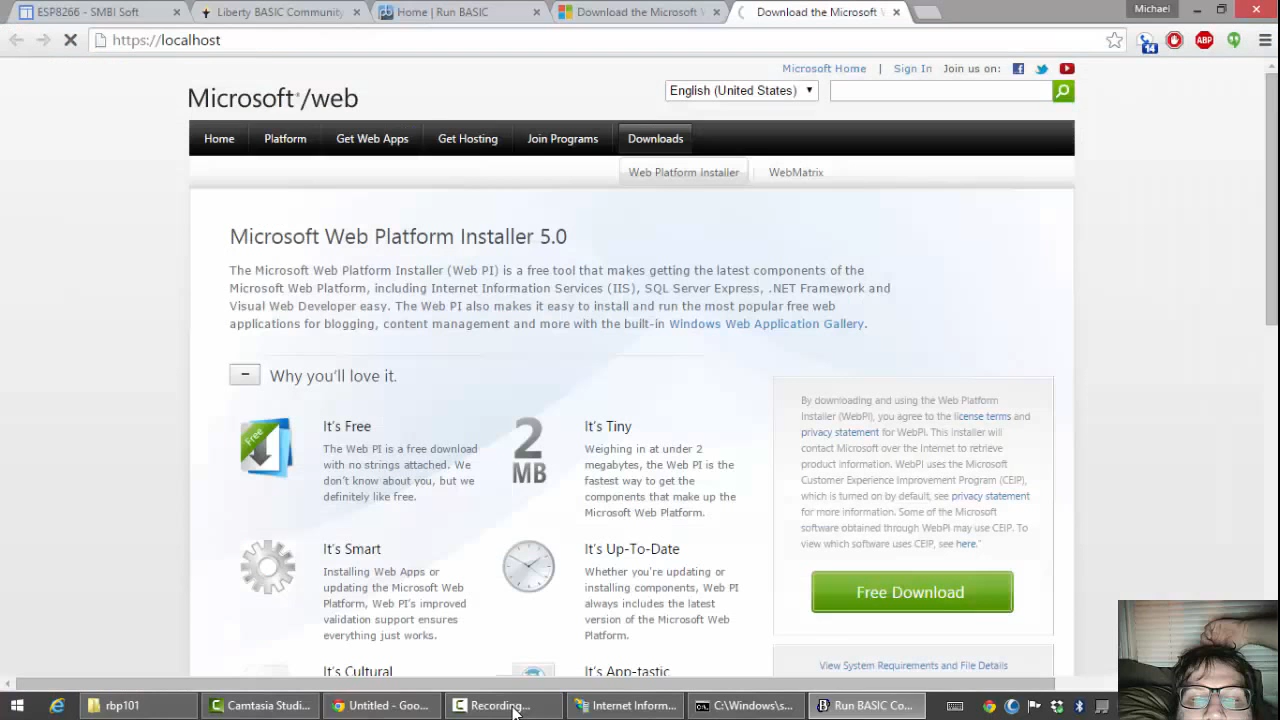 ESP8266 - SMBI Soft
Liberty BASIC Community
Home | Run BASIC
Download the Microsoft W
Download the Microsoft W
Michael
https://localhost
14
ABP
Microsoft Home | Sign In Join us on:
Microsoft /web
English (United States)
Home Platform Get Web Apps Get Hosting Join Programs Downloads
Web Platform Installer WebMatrix
Microsoft Web Platform Installer 5.0
The Microsoft Web Platform Installer (Web PI) is a free tool that makes getting the latest components of the
Microsoft Web Platform, including Internet Information Services (IIS), SQL Server Express, .NET Framework and
Visual Web Developer easy. The Web PI also makes it easy to install and run the most popular free web
applications for blogging, content management and more with the built-in Windows Web Application Gallery.
Why you'll love it.
Free
It's Free
The Web PI is a free download
with no strings attached. We
don't know about you, but we
definitely like free.
2
MB
It's Tiny
Weighing in at under 2
megabytes, the Web PI is the
fastest way to get the
components that make up the
Microsoft Web Platform.
It's Smart
Installing Web Apps or
updating the Microsoft Web
Platform, Web PI's improved
validation support ensures
everything just works.
It's Up-To-Date
Whether you're updating or
installing components, Web PI
always includes the latest
version of the Microsoft Web
Platform.
It's Cultural
It's App-tastic
By downloading and using the Web Platform
Installer (WebPI), you agree to the license terms and
privacy statement for WebPI. This installer will
contact Microsoft over the Internet to retrieve
product information. WebPI uses the Microsoft
Customer Experience Improvement Program (CEIP),
which is turned on by default, see privacy statement
for more information. Some of the Microsoft
software obtained through WebPI may use CEIP. To
view which software uses CEIP, see here."
Free Download
View System Requirements and File Details
rbp101
Camtasia Studi...
Untitled - Goo...
Recording...
Internet Inform...
C:\Windows\s...
Run BASIC Co...